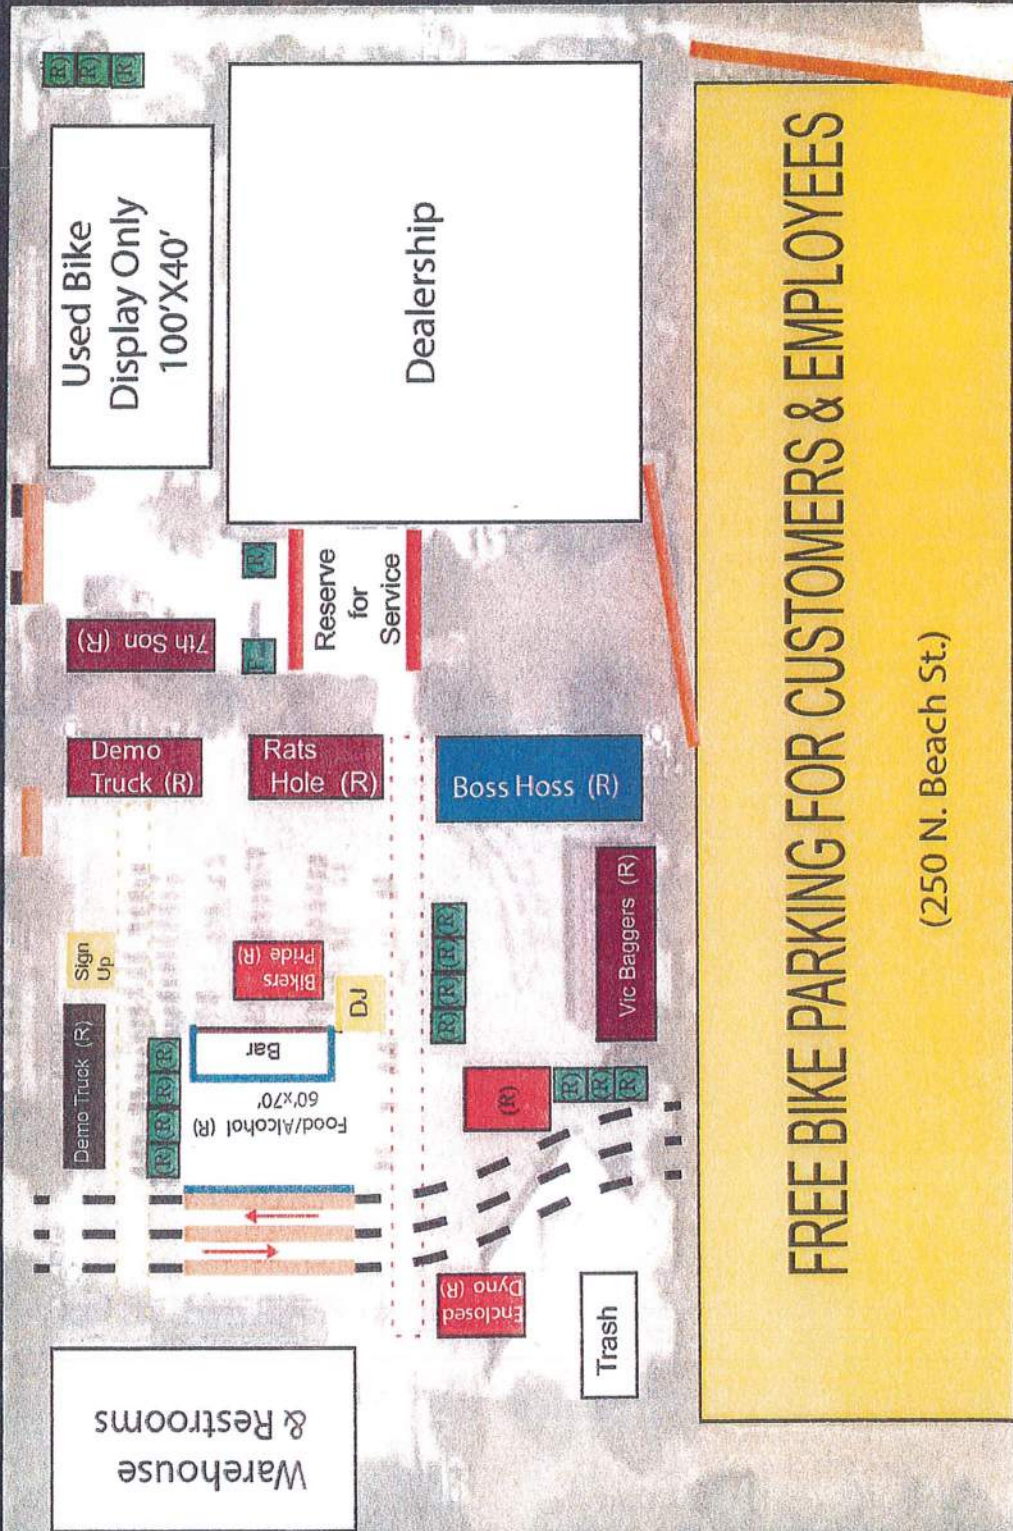 (R)
(R)
(R)
Used Bike
Display Only
100'X40'
Dealership
7th Son (R)
(R)
Reserve
for
Service
Demo
Truck (R)
Rats
Hole (R)
Boss Hoss (R)
Sign
Up
Bikers
Pride (R)
DJ
(R)
(R)
(R)
(R)
Vic Baggers (R)
Demo Truck (R)
(R)
(R)
(R)
(R)
Bar
Food/Alcohol (R)
60'x70'
(R)
(R)
(R)
(R)
Enclosed
Dyno (R)
Trash
Warehouse
& Restrooms
FREE BIKE PARKING FOR CUSTOMERS & EMPLOYEES
(250 N. Beach St.)